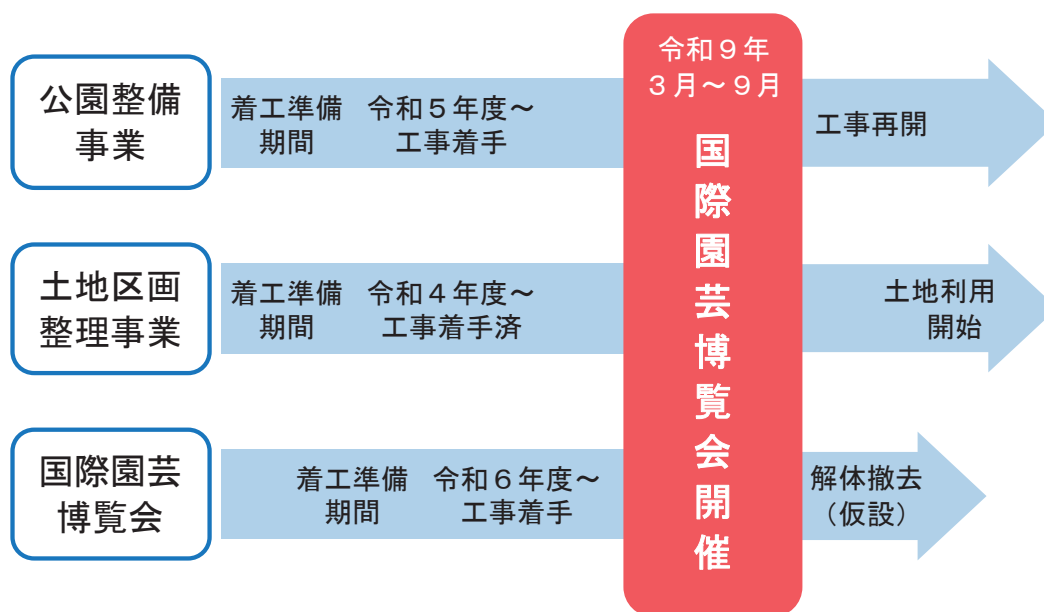 令和９年
３月～９月
国際園芸博覧会開催
公園整備
事業
着工準備
期間
令和５年度～
工事着手
工事再開
土地区画
整理事業
着工準備
期間
令和４年度～
工事着手済
土地利用
開始
国際園芸
博覧会
着工準備
期間
令和６年度～
工事着手
解体撤去
（仮設）